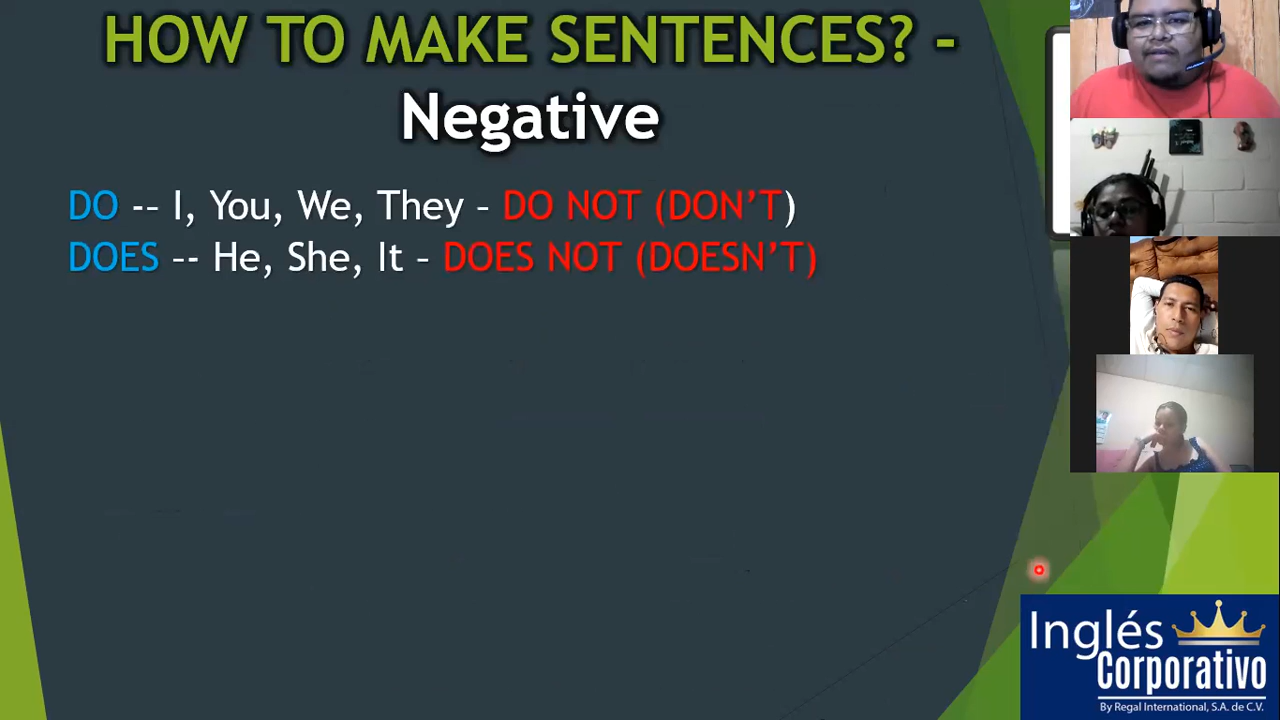 HOW TO MAKE SENTENCES? -
Negative
DO -– I, You, We, They – DO NOT (DON’T)
DOES –- He, She, It – DOES NOT (DOESN’T)
Inglés
Corporativo
By Regal International, S.A. de C.V.